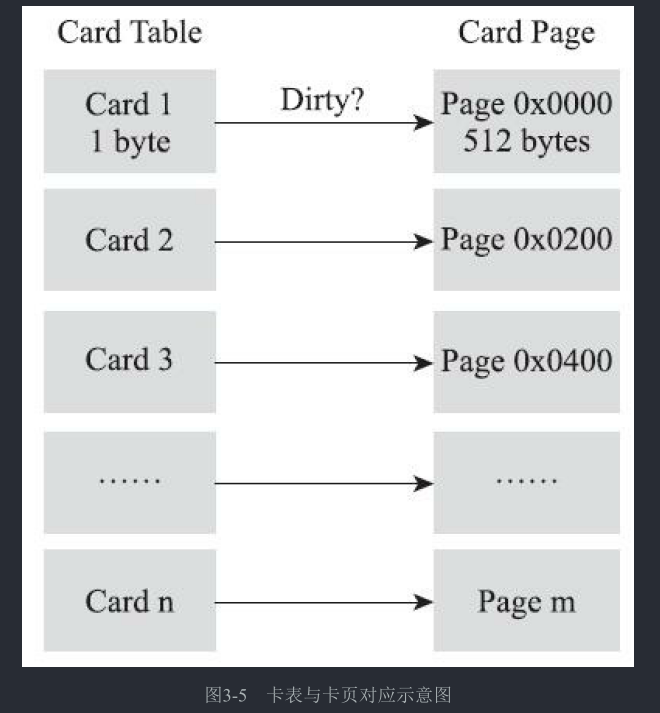 Card Table
Card Page
Card 1
1 byte
Dirty?
Page 0x0000
512 bytes
Card 2
Page 0x0200
Card 3
Page 0x0400
······
······
Card n
Page m
图3-5 卡表与卡页对应示意图